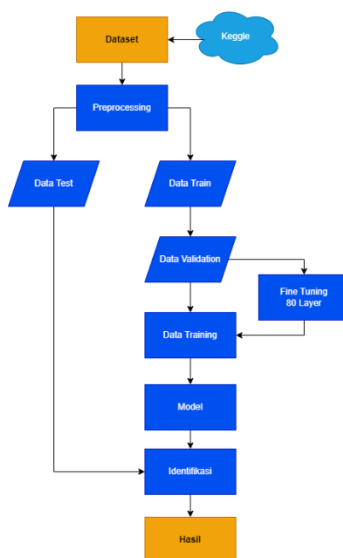 Dataset
Keggle
Preprocessing
Data Test
Data Train
Data Validation
Fine Tuning
80 Layer
Data Training
Model
Identifikasi
Hasil